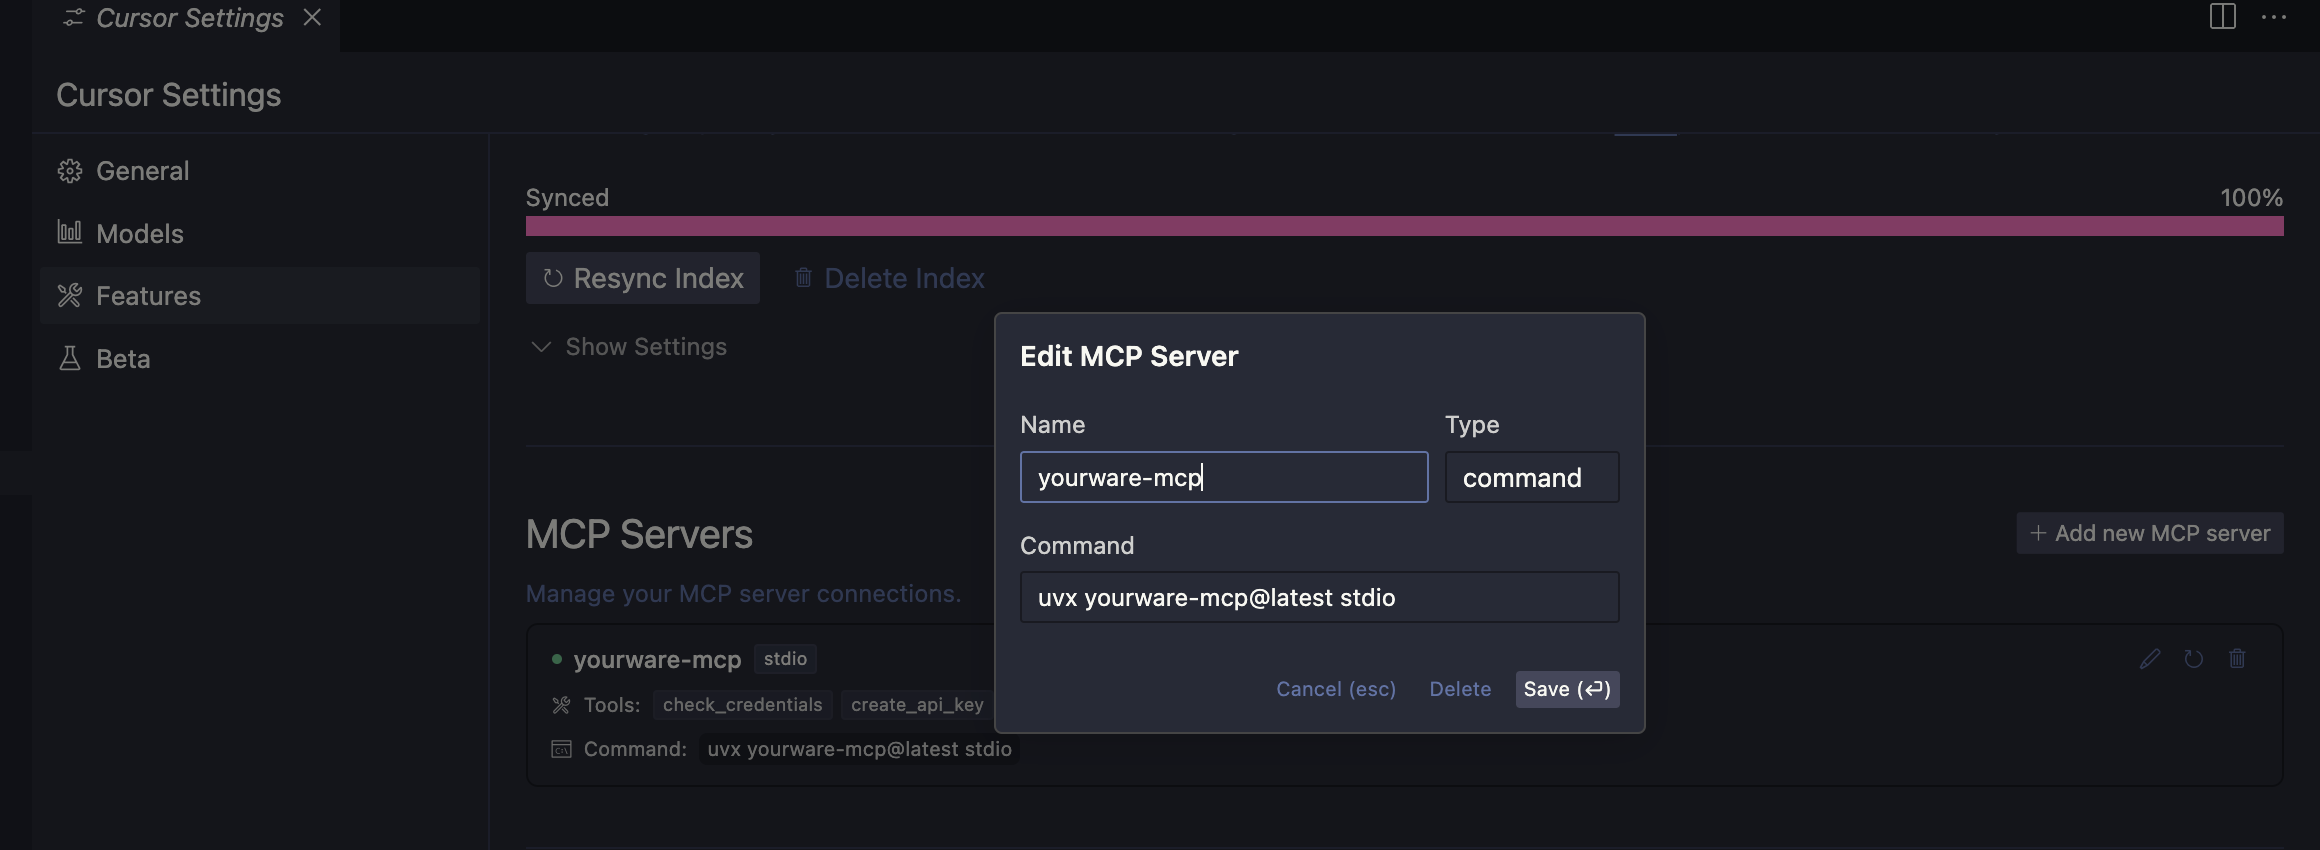 Cursor Settings
Cursor Settings
General
Models
Features
Beta
Synced 100%
Resync Index Delete Index
Show Settings
MCP Servers
+ Add new MCP server
Manage your MCP server connections.
yourware-mcp stdio
Tools: check_credentials create_api_key
Command: uvx yourware-mcp@latest stdio
Edit MCP Server
Name Type
yourware-mcp command
Command
uvx yourware-mcp@latest stdio
Cancel (esc) Delete Save (⏎)